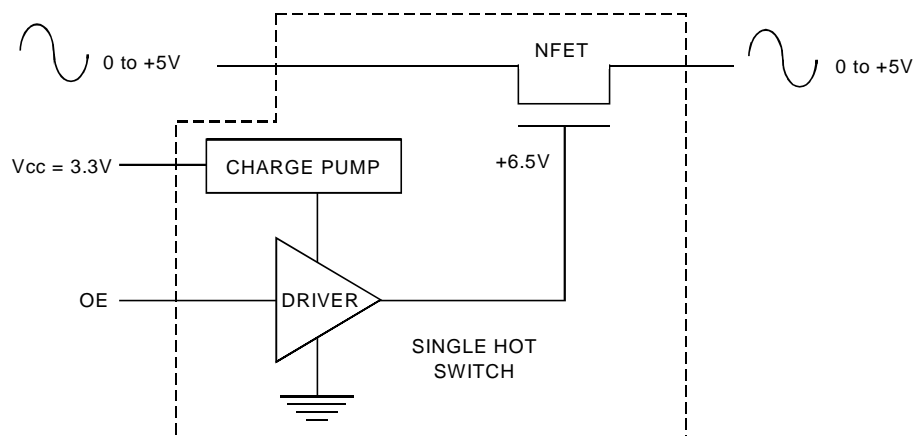 NFET
0 to +5V
0 to +5V
Vcc = 3.3V
CHARGE PUMP
+6.5V
OE
DRIVER
SINGLE HOT
SWITCH